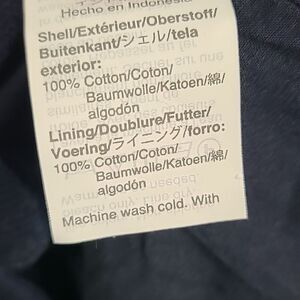 Hecho en Indonesia
Shell/Extérieur/Oberstoff/
Buitenkant/シェル/tela
exterior:
100% Cotton/Coton/
Baumwolle/Katoen/綿/
algodón
Lining/Doublure/Futter/
Voering/ライニング/forro:
100% Cotton/Coton/
Baumwolle/Katoen/綿/
algodón
Machine wash cold. With